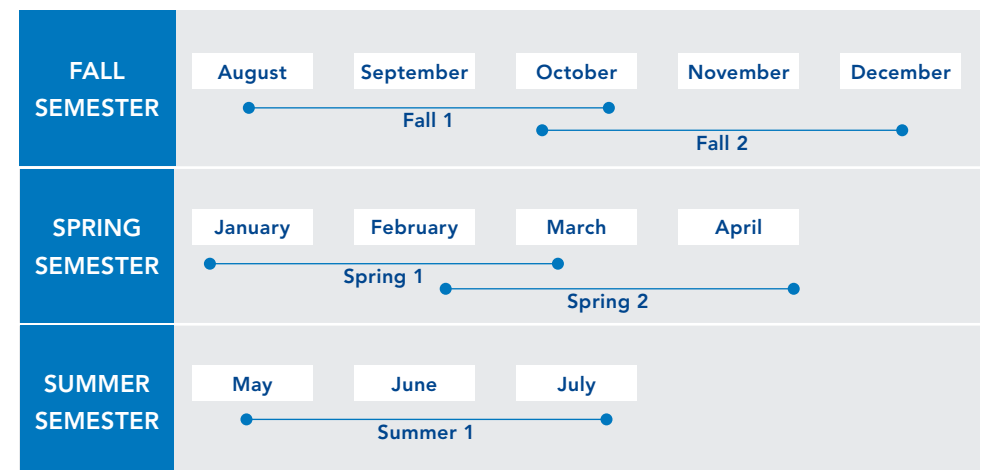 FALL
SEMESTER
August September October November December
Fall 1
Fall 2
SPRING
SEMESTER
January February March April
Spring 1
Spring 2
SUMMER
SEMESTER
May June July
Summer 1